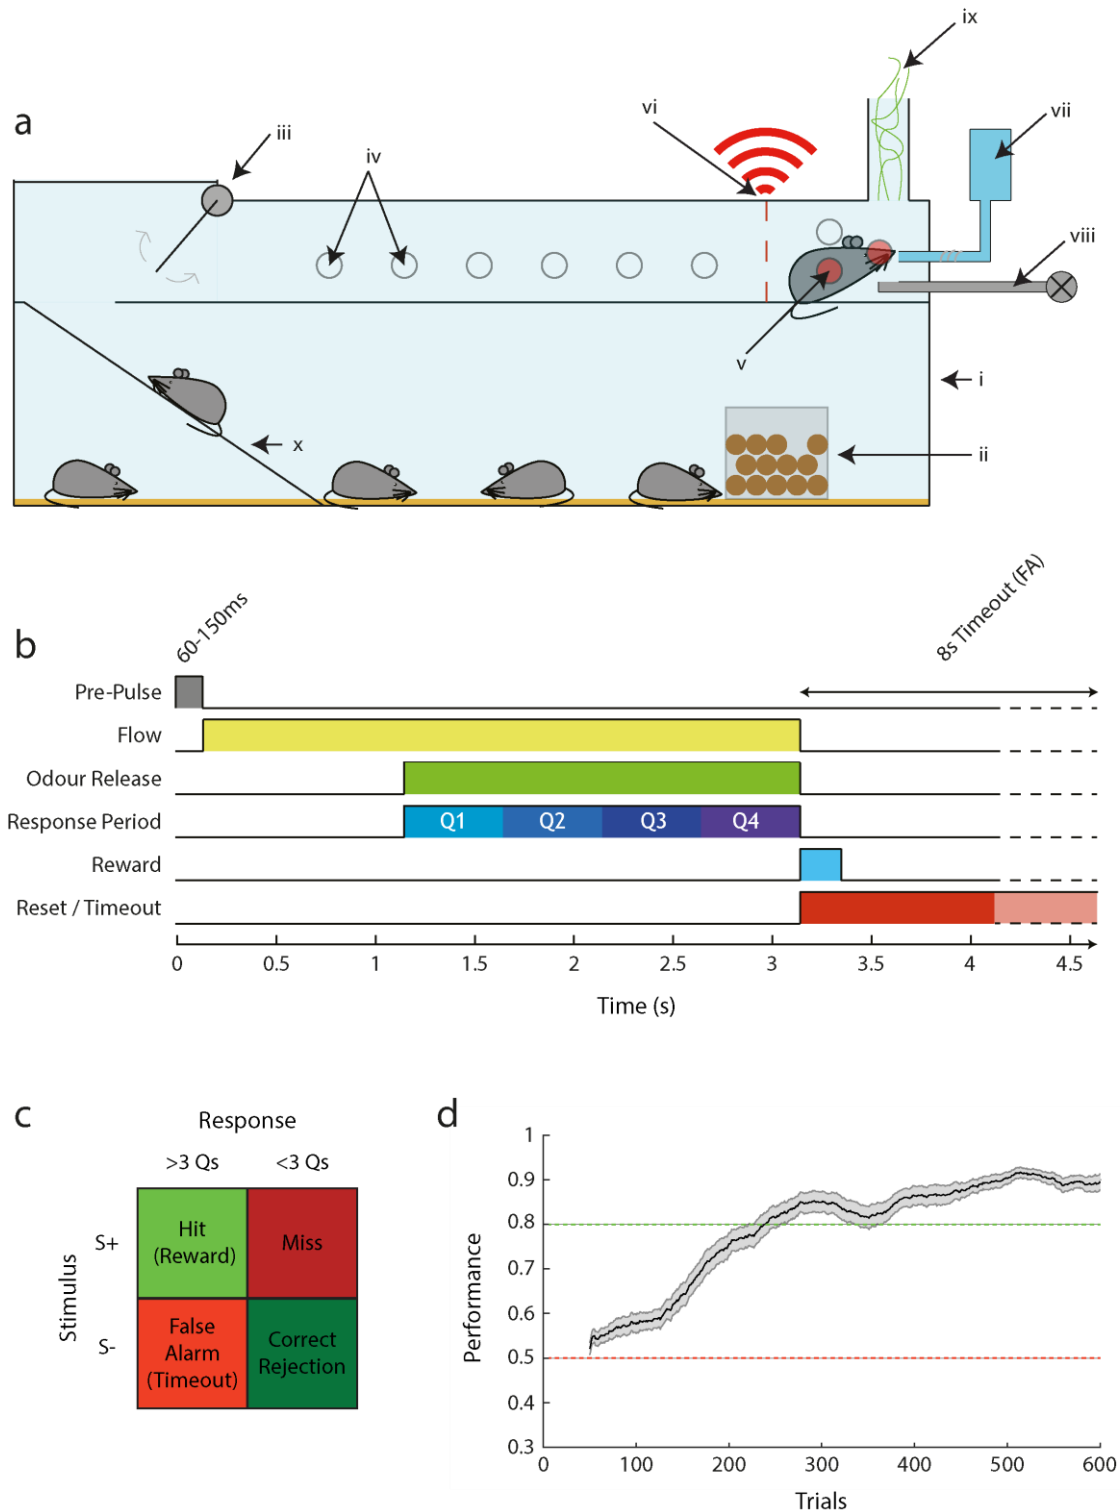 a
iii
iv
vi
ix
vii
viii
v
i
x
ii
b
60-150ms
8s Timeout (FA)
Pre-Pulse
Flow
Odour Release
Response Period
Q1 Q2 Q3 Q4
Reward
Reset / Timeout
0 0.5 1 1.5 2 2.5 3 3.5 4 4.5
Time (s)
c
Response
>3 Qs <3 Qs
Stimulus
S+
Hit
(Reward)
Miss
S-
False
Alarm
(Timeout)
Correct
Rejection
d
Performance
1
0.9
0.8
0.7
0.6
0.5
0.4
0.3
0 100 200 300 400 500 600
Trials